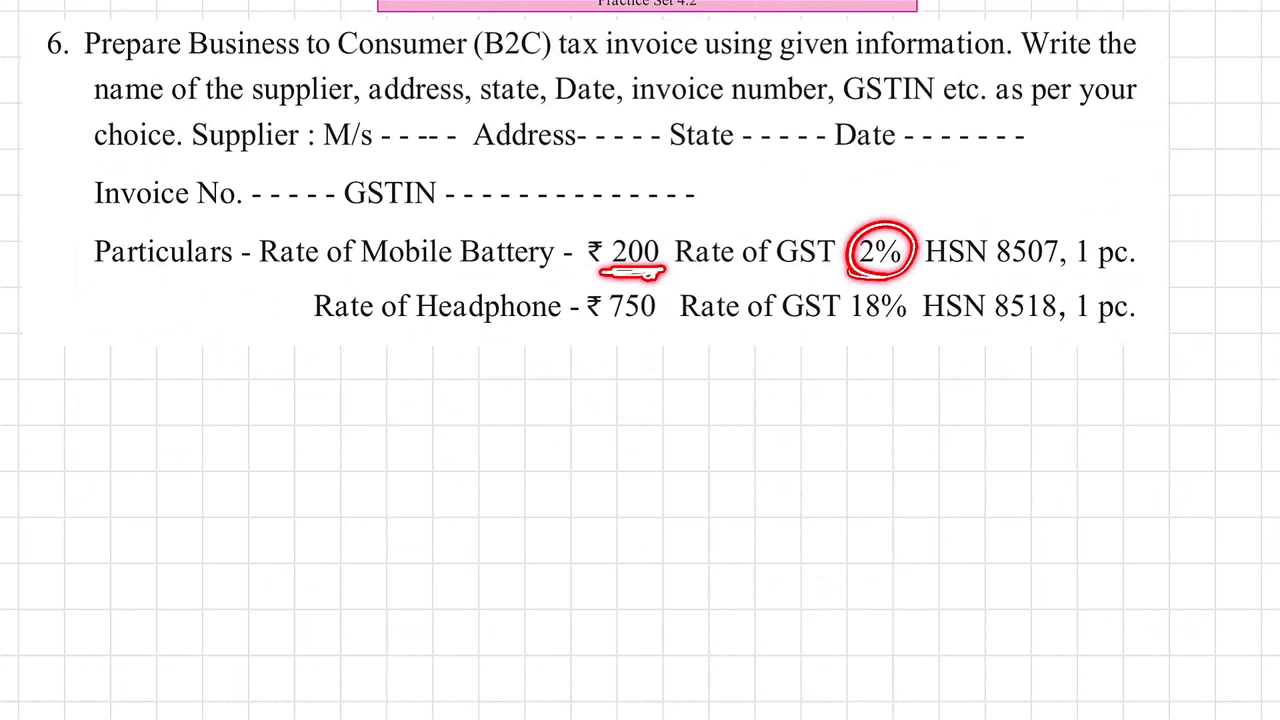 Practice Set 4.2
6. Prepare Business to Consumer (B2C) tax invoice using given information. Write the
name of the supplier, address, state, Date, invoice number, GSTIN etc. as per your
choice. Supplier : M/s - - -- - Address- - - - - State - - - - - Date - - - - - - -
Invoice No. - - - - - GSTIN - - - - - - - - - - - - - -
Particulars - Rate of Mobile Battery - ₹ 200 Rate of GST 2% HSN 8507, 1 pc.
Rate of Headphone - ₹ 750 Rate of GST 18% HSN 8518, 1 pc.